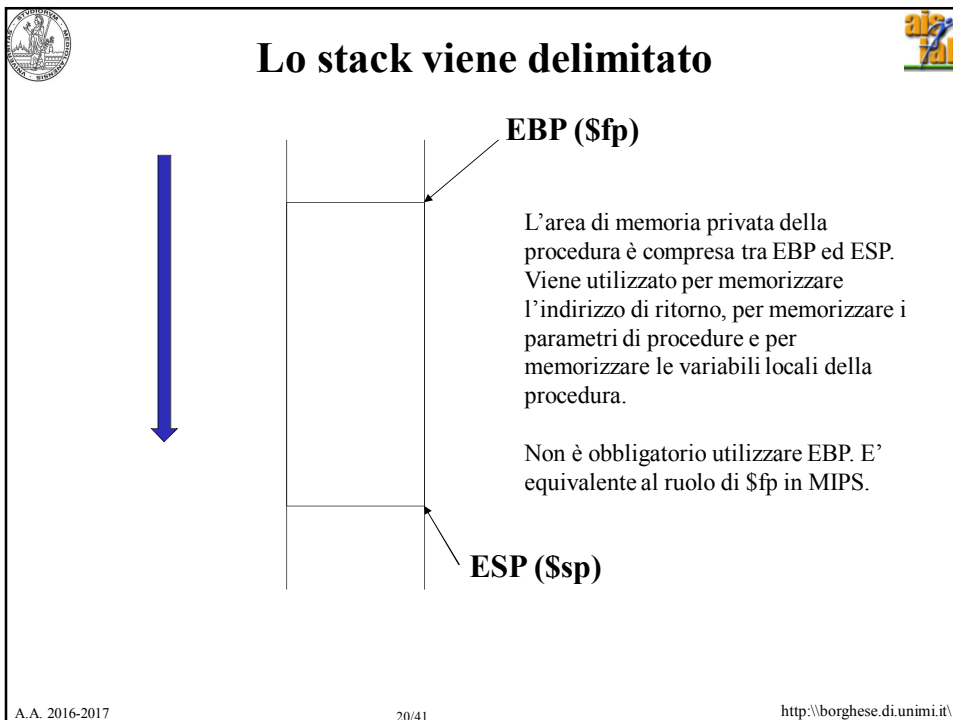 Lo stack viene delimitato
EBP ($fp)
L’area di memoria privata della
procedura è compresa tra EBP ed ESP.
Viene utilizzato per memorizzare
l’indirizzo di ritorno, per memorizzare i
parametri di procedure e per
memorizzare le variabili locali della
procedura.
Non è obbligatorio utilizzare EBP. E’
equivalente al ruolo di $fp in MIPS.
ESP ($sp)
A.A. 2016-2017
20/41
http:\\borghese.di.unimi.it\